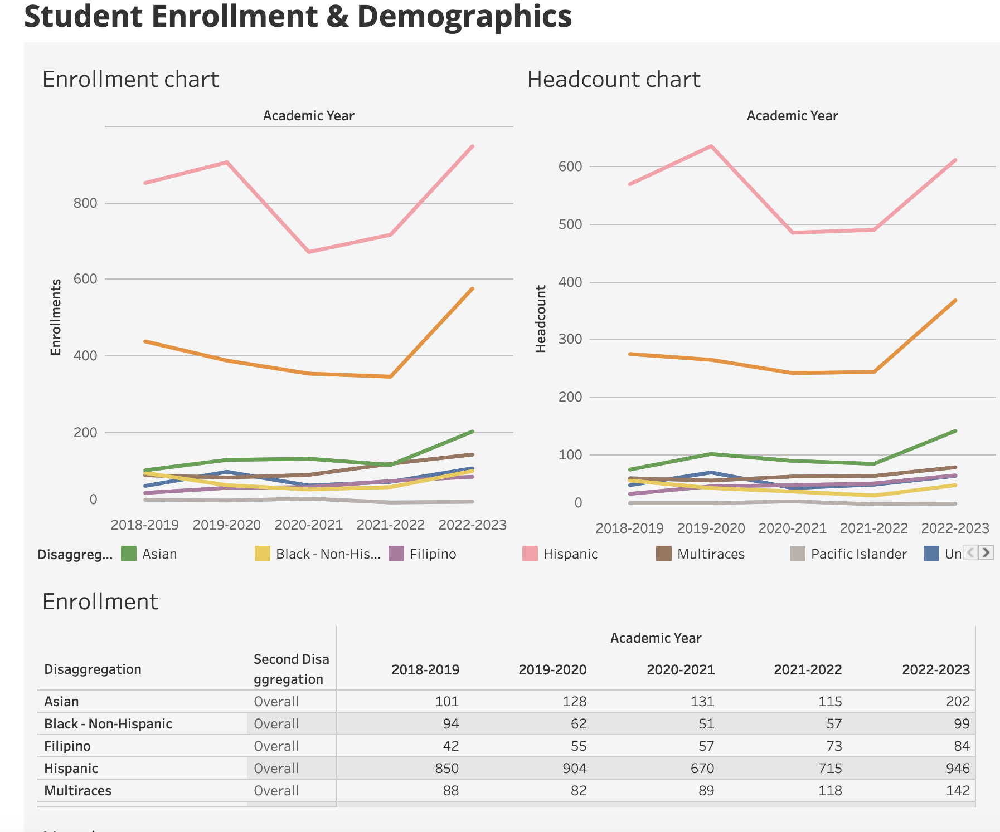 Student Enrollment & Demographics
Enrollment chart
Headcount chart
Academic Year
Academic Year
Enrollments
800
600
400
200
0
2018-2019 2019-2020 2020-2021 2021-2022 2022-2023
Headcount
600
500
400
300
200
100
0
2018-2019 2019-2020 2020-2021 2021-2022 2022-2023
Disaggreg... Asian Black - Non-His... Filipino Hispanic Multiraces Pacific Islander Un
Enrollment
Academic Year
Disaggregation Second Disa ggregation 2018-2019 2019-2020 2020-2021 2021-2022 2022-2023
Asian Overall 101 128 131 115 202
Black - Non-Hispanic Overall 94 62 51 57 99
Filipino Overall 42 55 57 73 84
Hispanic Overall 850 904 670 715 946
Multiraces Overall 88 82 89 118 142